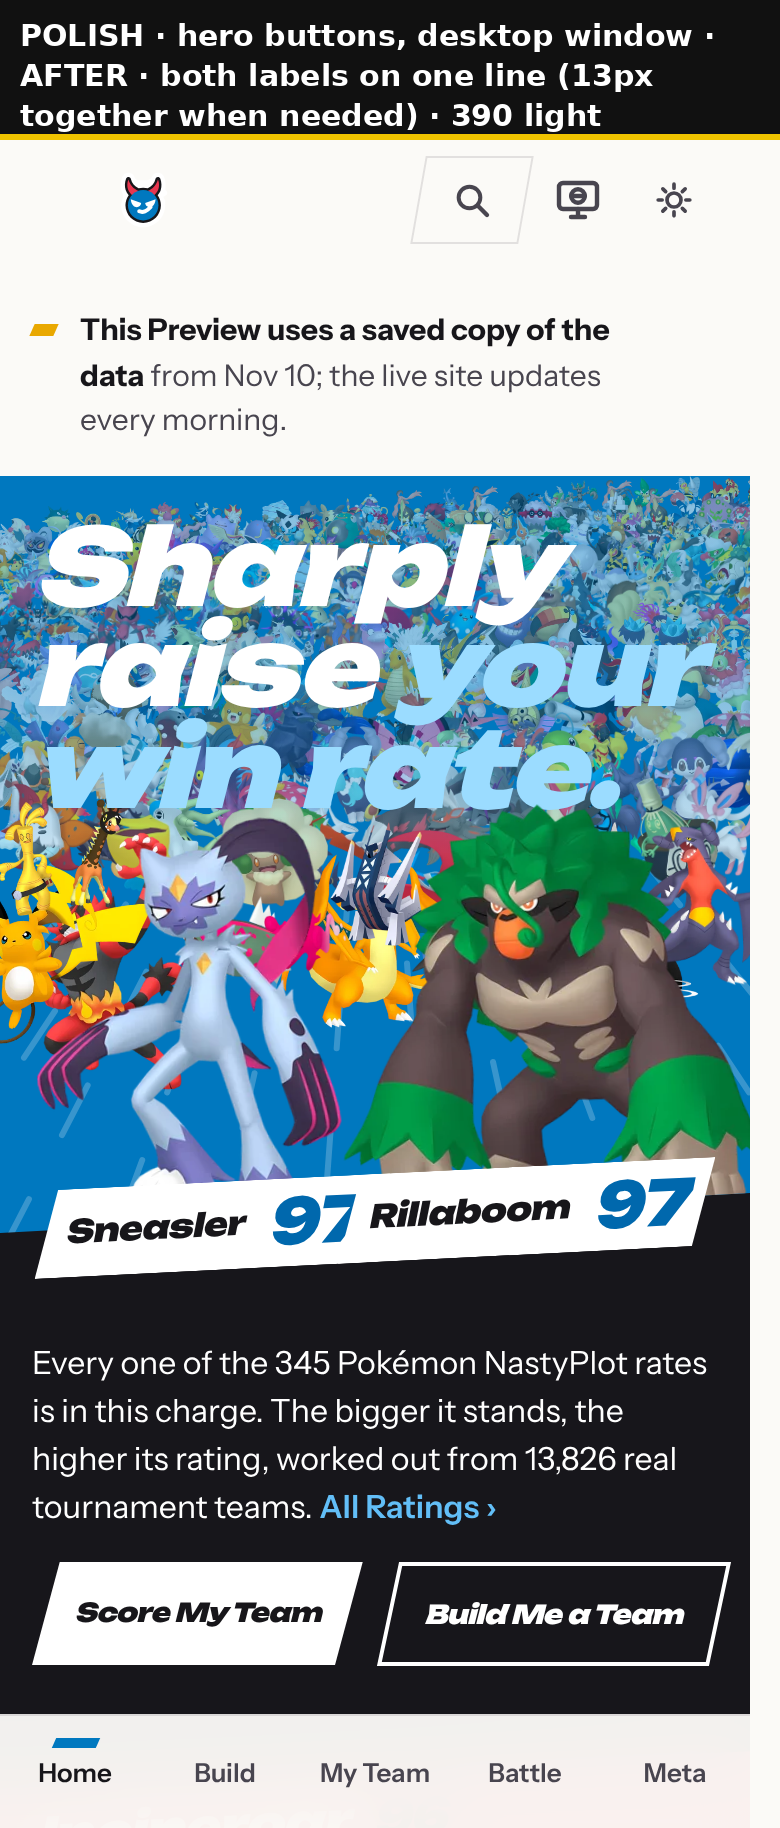 POLISH · hero buttons, desktop window ·
AFTER · both labels on one line (13px
together when needed) · 390 light
This Preview uses a saved copy of the
data from Nov 10; the live site updates
every morning.
Sharply
raise your
win rate.
Sneasler 97 Rillaboom 97
Every one of the 345 Pokémon NastyPlot rates
is in this charge. The bigger it stands, the
higher its rating, worked out from 13,826 real
tournament teams. All Ratings ›
Score My Team Build Me a Team
Home Build My Team Battle Meta